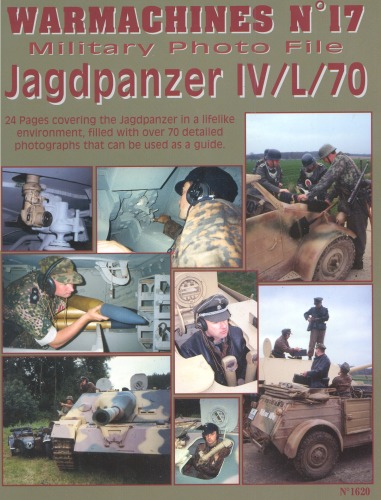 WARMACHINES N°17
Military Photo File
Jagdpanzer IV/L/70
24 Pages covering the Jagdpanzer in a lifelike
environment, filled with over 70 detailed
photographs that can be used as a guide.
N°1620